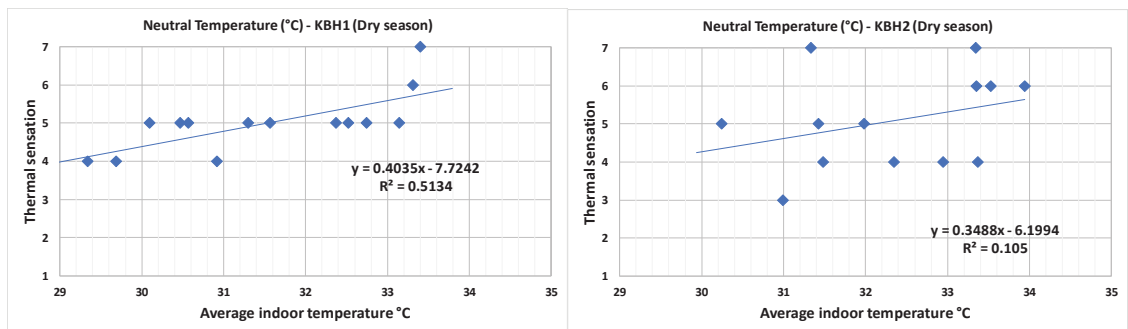 Neutral Temperature (°C) - KBH1 (Dry season)
7
6
5
4
3
2
1
Thermal sensation
y = 0.4035x - 7.7242
R² = 0.5134
29 30 31 32 33 34 35
Average indoor temperature °C
Neutral Temperature (°C) - KBH2 (Dry season)
7
6
5
4
3
2
1
Thermal sensation
y = 0.3488x - 6.1994
R² = 0.105
29 30 31 32 33 34 35
Average indoor temperature °C